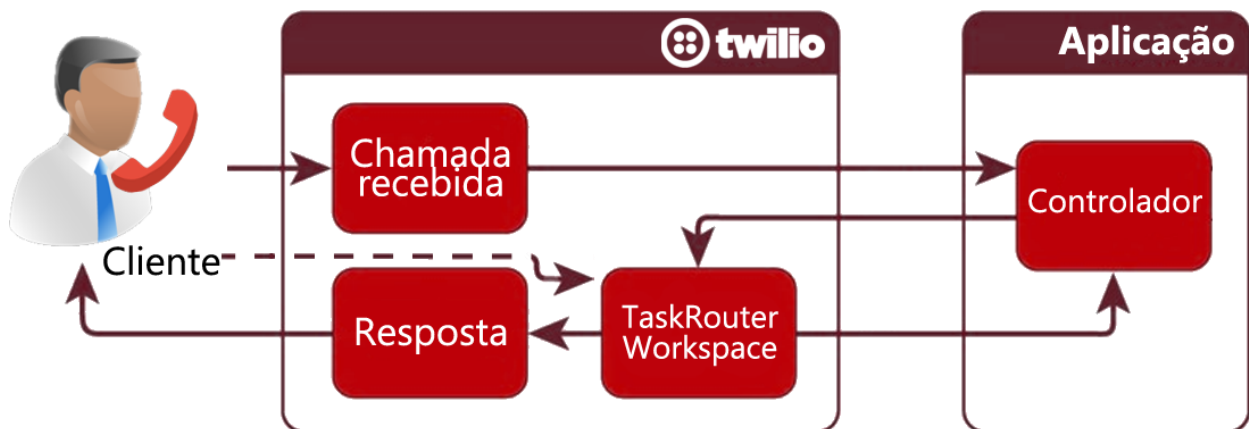 twilio
Aplicação
Chamada
recebida
Controlador
Cliente
Resposta
TaskRouter
Workspace